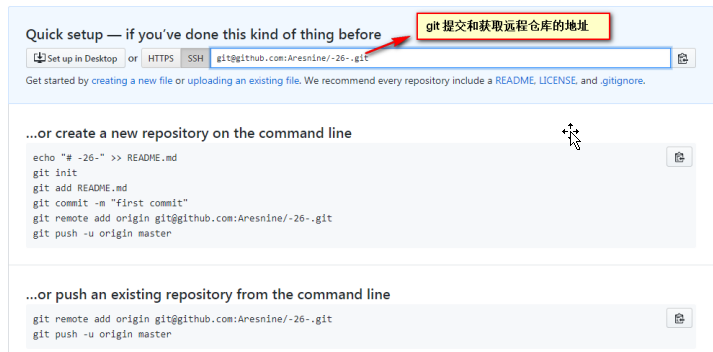 Quick setup — if you've done this kind of thing before
git 提交和获取远程仓库的地址
Set up in Desktop or HTTPS SSH git@github.com:Aresnine/-26-.git
Get started by creating a new file or uploading an existing file. We recommend every repository include a README, LICENSE, and .gitignore.
...or create a new repository on the command line
echo "# -26-" >> README.md
git init
git add README.md
git commit -m "first commit"
git remote add origin git@github.com:Aresnine/-26-.git
git push -u origin master
...or push an existing repository from the command line
git remote add origin git@github.com:Aresnine/-26-.git
git push -u origin master